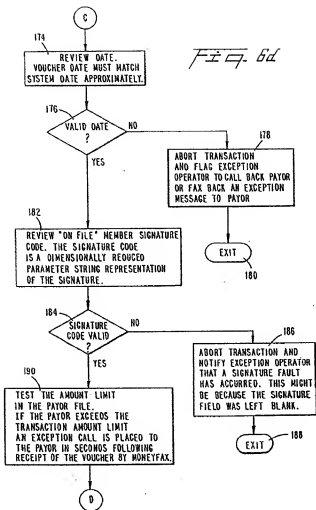 C
Fig. 6d
174
REVIEW DATE.
VOUCHER DATE MUST MATCH
SYSTEM DATE APPROXIMATELY.
176
VALID DATE
?
NO
YES
178
ABORT TRANSACTION
AND FLAG EXCEPTION
OPERATOR TO CALL BACK PAYOR
OR FAX BACK AN EXCEPTION
MESSAGE TO PAYOR
EXIT
180
182
REVIEW "ON FILE" MEMBER SIGNATURE
CODE. THE SIGNATURE CODE
IS A DIMENSIONALLY REDUCED
PARAMETER STRING REPRESENTATION
OF THE SIGNATURE.
184
SIGNATURE
CODE VALID
?
NO
YES
186
ABORT TRANSACTION AND
NOTIFY EXCEPTION OPERATOR
THAT A SIGNATURE FAULT
HAS ACCURRED. THIS MIGHT
BE BECAUSE THE SIGNATURE
FIELD WAS LEFT BLANK.
EXIT
188
190
TEST THE AMOUNT LIMIT
IN THE PAYOR FILE.
IF THE PAYOR EXCEEDS THE
TRANSACTION AMOUNT LIMIT
AN EXCEPTION CALL IS PLACED TO
THE PAYOR IN SECONDS FOLLOWING
RECEIPT OF THE VOUCHER BY MONEYFAX.
D